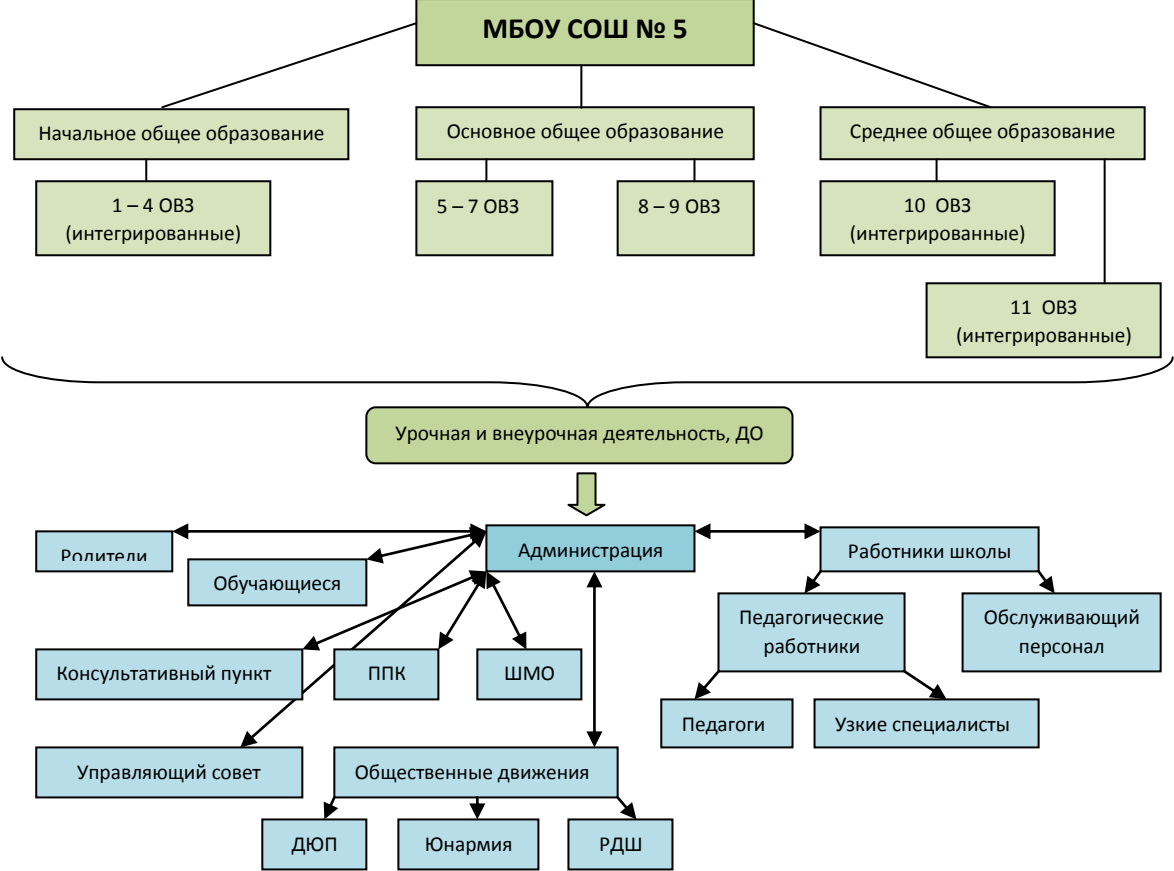 МБОУ СОШ № 5
Начальное общее образование
Основное общее образование
Среднее общее образование
1 – 4 ОВЗ
(интегрированные)
5 – 7 ОВЗ
8 – 9 ОВЗ
10 ОВЗ
(интегрированные)
11 ОВЗ
(интегрированные)
Урочная и внеурочная деятельность, ДО
Родители
Администрация
Работники школы
Обучающиеся
Педагогические
работники
Обслуживающий
персонал
Консультативный пункт
ППК
ШМО
Педагоги
Узкие специалисты
Управляющий совет
Общественные движения
ДЮП
Юнармия
РДШ